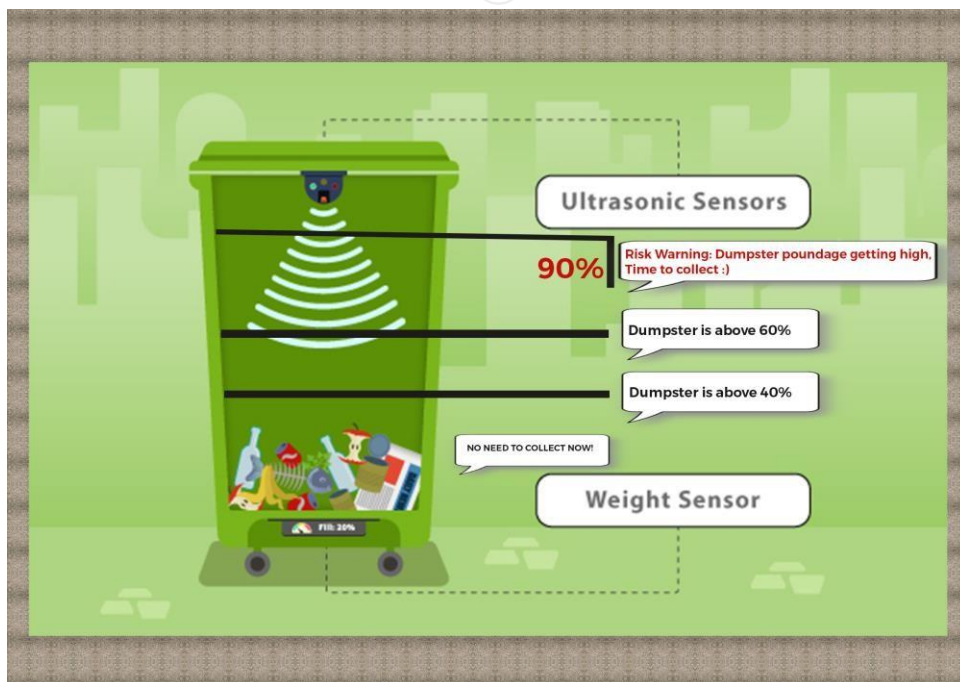 Ultrasonic Sensors
90%
Risk Warning: Dumpster poundage getting high,
Time to collect :)
Dumpster is above 60%
Dumpster is above 40%
NO NEED TO COLLECT NOW!
Weight Sensor
Fill: 20%